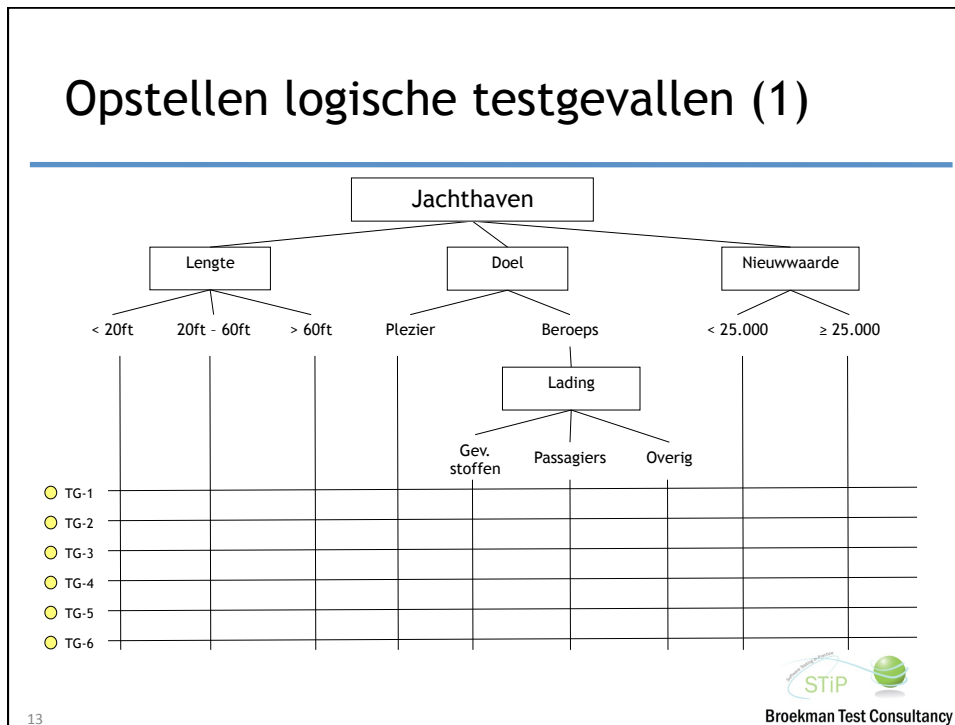 Opstellen logische testgevallen (1)
Jachthaven
Lengte Doel Nieuwwaarde
< 20ft 20ft - 60ft > 60ft Plezier Beroeps < 25.000 ≥ 25.000
Lading
Gev.
stoffen Passagiers Overig
TG-1
TG-2
TG-3
TG-4
TG-5
TG-6
STiP
Broekman Test Consultancy
13